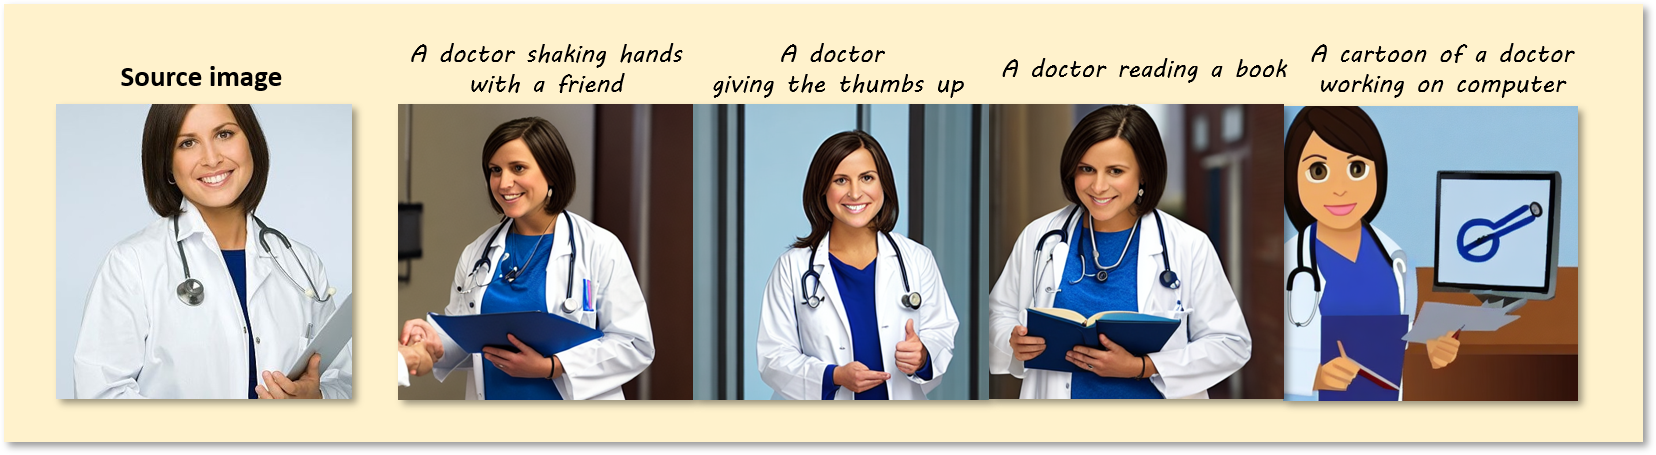 Source image
A doctor shaking hands
with a friend
A doctor
giving the thumbs up
A doctor reading a book
A cartoon of a doctor
working on computer